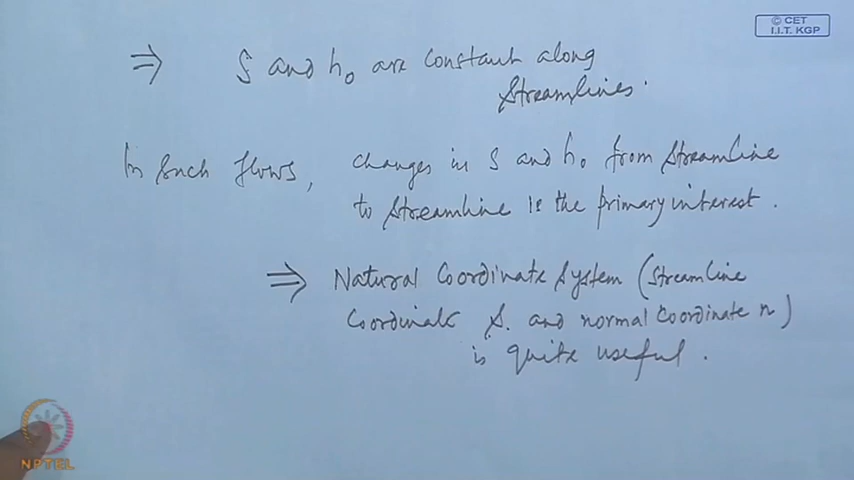 © CET
I.I.T. KGP
⇒ S and h₀ are constant along
Streamlines.
In such flows, changes in S and h₀ from streamline
to streamline is the primary interest.
⇒ Natural Coordinate System (streamline
Coordinate s. and normal coordinate n)
is quite useful.
NPTEL